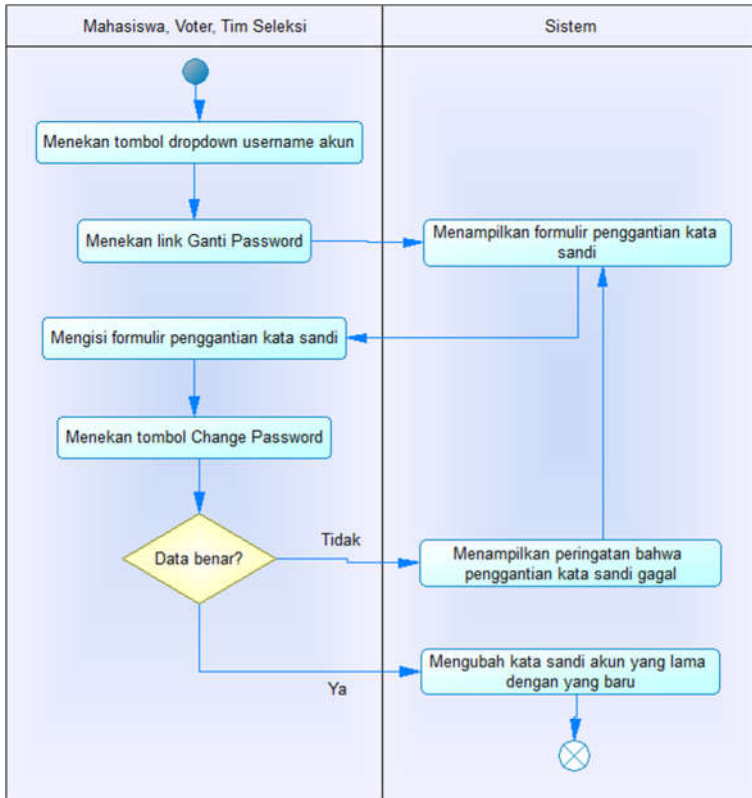 Mahasiswa, Voter, Tim Seleksi
Sistem
Menekan tombol dropdown username akun
Menekan link Ganti Password
Menampilkan formulir penggantian kata
sandi
Mengisi formulir penggantian kata sandi
Menekan tombol Change Password
Data benar?
Tidak
Menampilkan peringatan bahwa
penggantian kata sandi gagal
Ya
Mengubah kata sandi akun yang lama
dengan yang baru